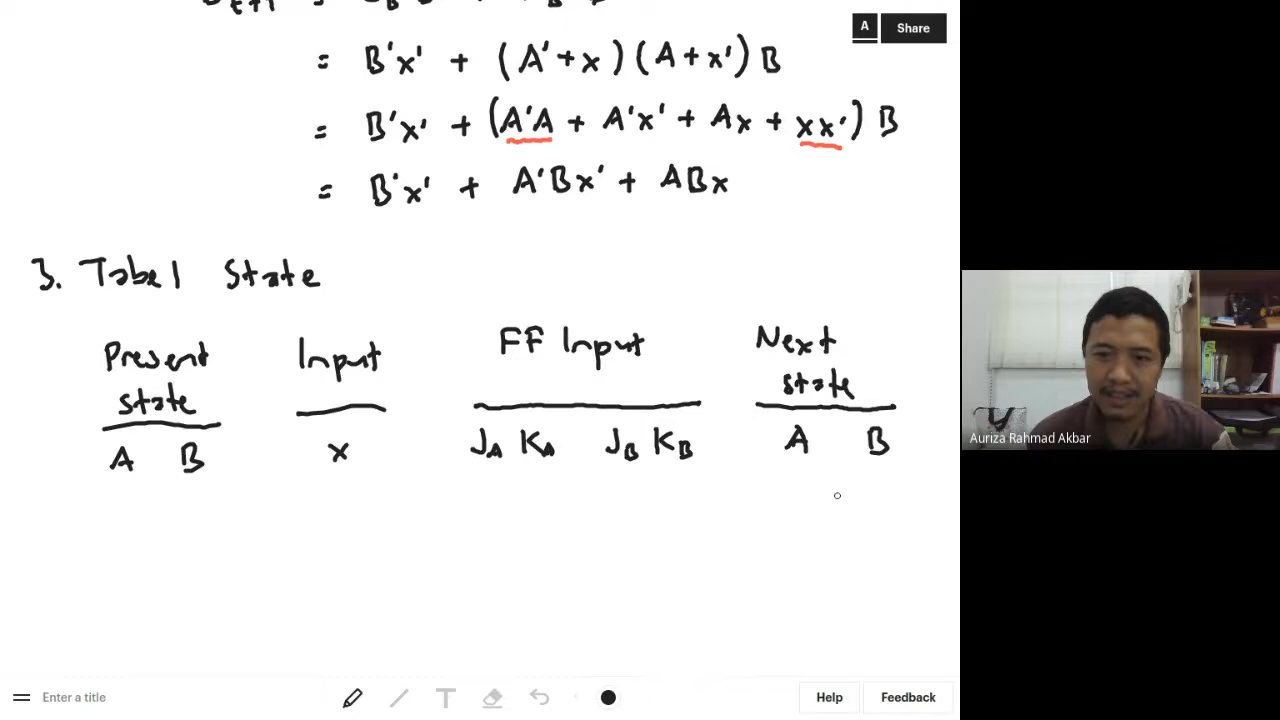 = B'x' + (A'+x)(A+x')B
= B'x' + (A'A + A'x' + Ax + xx')B
= B'x' + A'Bx' + ABx
3. Tabel State
Present state
Input
FF Input
Next state
A B
x
JA KA JB KB
A B
A
Share
Auriza Rahmad Akbar
Enter a title
T
Help
Feedback